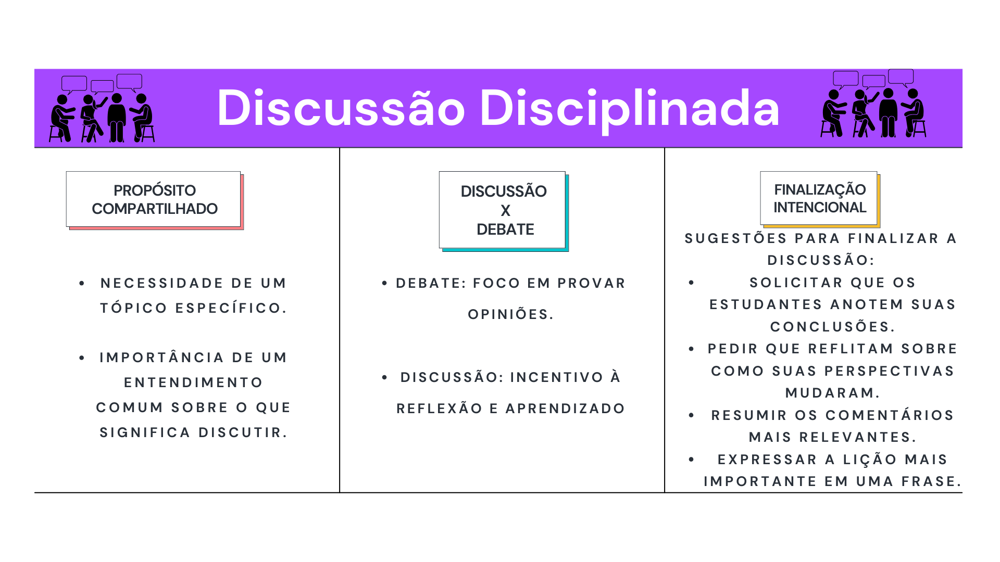 Discussão Disciplinada
PROPÓSITO
COMPARTILHADO
• NECESSIDADE DE UM
TÓPICO ESPECÍFICO.
• IMPORTÂNCIA DE UM
ENTENDIMENTO
COMUM SOBRE O QUE
SIGNIFICA DISCUTIR.
DISCUSSÃO
X
DEBATE
• DEBATE: FOCO EM PROVAR
OPINIÕES.
• DISCUSSÃO: INCENTIVO À
REFLEXÃO E APRENDIZADO
FINALIZAÇÃO
INTENCIONAL
SUGESTÕES PARA FINALIZAR A
DISCUSSÃO:
• SOLICITAR QUE OS
ESTUDANTES ANOTEM SUAS
CONCLUSÕES.
• PEDIR QUE REFLITAM SOBRE
COMO SUAS PERSPECTIVAS
MUDARAM.
• RESUMIR OS COMENTÁRIOS
MAIS RELEVANTES.
• EXPRESSAR A LIÇÃO MAIS
IMPORTANTE EM UMA FRASE.